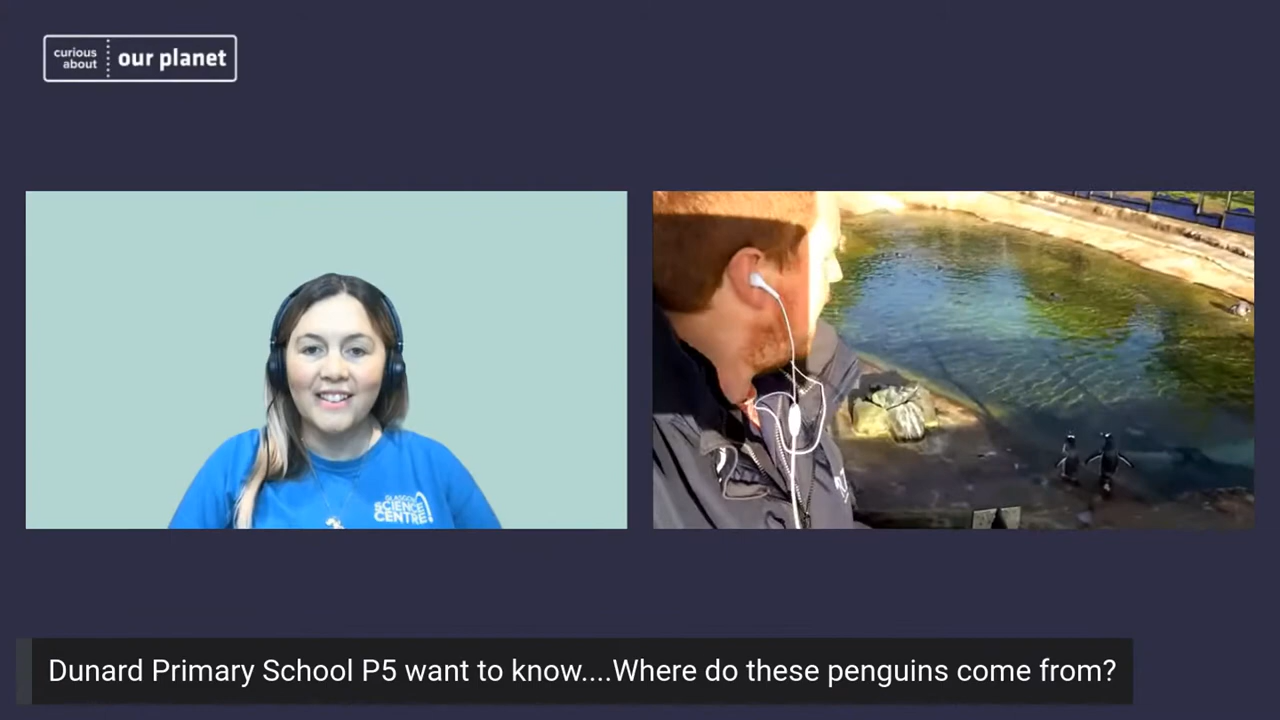 curious
about
our planet
GLASGOW
SCIENCE
CENTRE
Dunard Primary School P5 want to know....Where do these penguins come from?